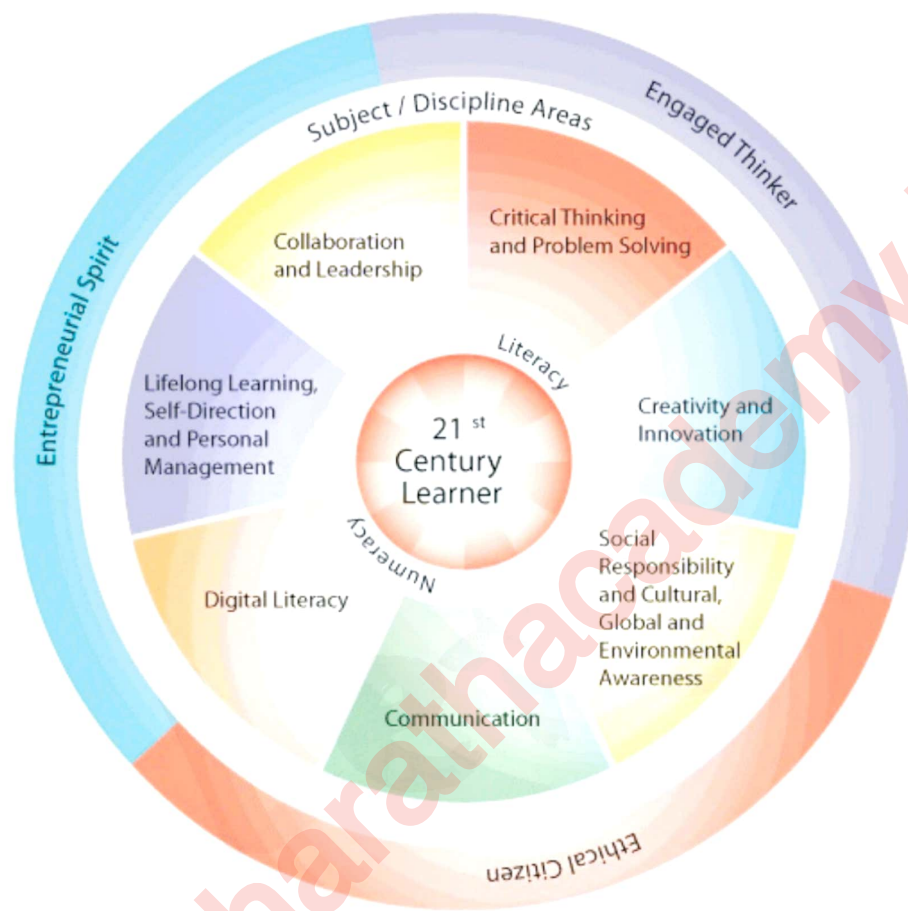 Engaged Thinker
Subject / Discipline Areas
Entrepreneurial Spirit
Collaboration
and Leadership
Critical Thinking
and Problem Solving
Lifelong Learning,
Self-Direction
and Personal
Management
Literacy
21 st
Century
Learner
Numeracy
Creativity and
Innovation
Digital Literacy
Social
Responsibility
and Cultural,
Global and
Environmental
Awareness
Communication
Ethical Citizen